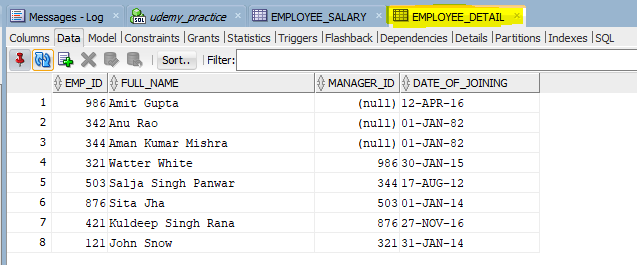 Messages - Log udemy_practice EMPLOYEE_SALARY EMPLOYEE_DETAIL
Columns Data Model Constraints Grants Statistics Triggers Flashback Dependencies Details Partitions Indexes SQL
Sort.. Filter:
EMP_ID FULL_NAME MANAGER_ID DATE_OF_JOINING
1 986 Amit Gupta (null) 12-APR-16
2 342 Anu Rao (null) 01-JAN-82
3 344 Aman Kumar Mishra (null) 01-JAN-82
4 321 Watter White 986 30-JAN-15
5 503 Salja Singh Panwar 344 17-AUG-12
6 876 Sita Jha 503 01-JAN-14
7 421 Kuldeep Singh Rana 876 27-NOV-16
8 121 John Snow 321 31-JAN-14